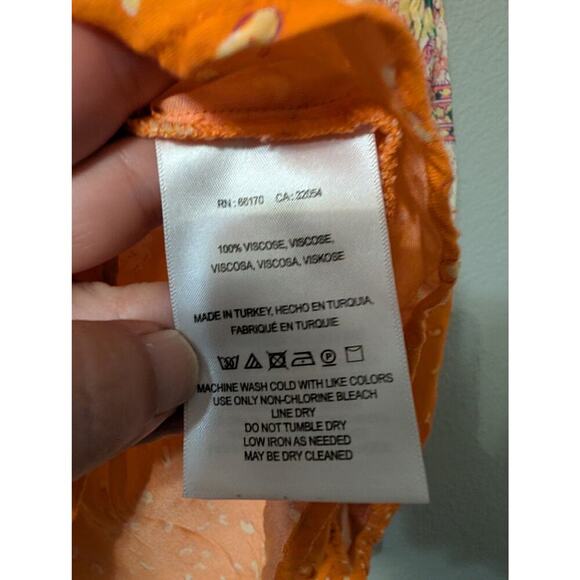 RN : 66170 CA : 22054
100% VISCOSE, VISCOSE,
VISCOSA, VISCOSA, VISKOSE
MADE IN TURKEY, HECHO EN TURQUIA,
FABRIQUÉ EN TURQUIE
MACHINE WASH COLD WITH LIKE COLORS
USE ONLY NON-CHLORINE BLEACH
LINE DRY
DO NOT TUMBLE DRY
LOW IRON AS NEEDED
MAY BE DRY CLEANED